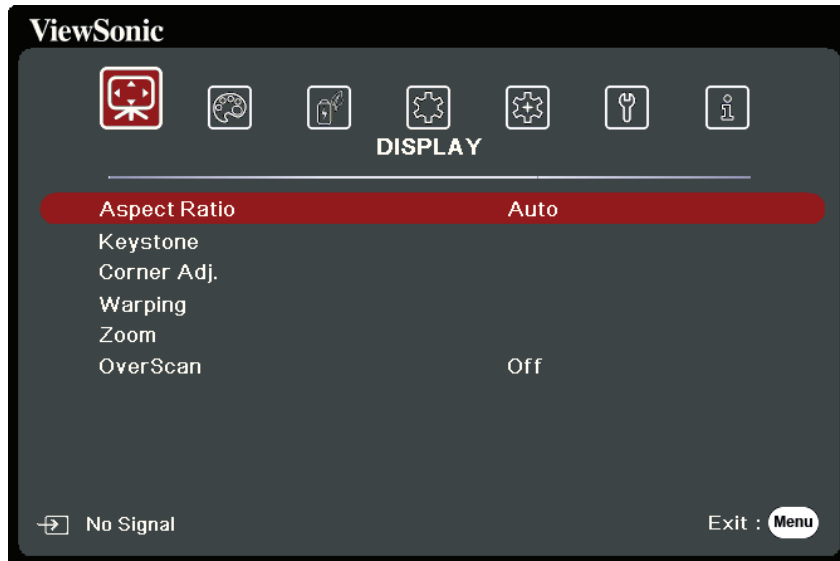 ViewSonic
DISPLAY
Aspect Ratio Auto
Keystone
Corner Adj.
Warping
Zoom
OverScan Off
No Signal Exit : Menu